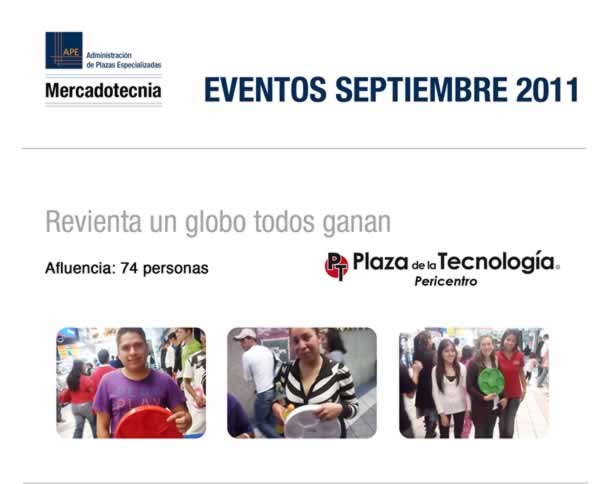 APE
Administración
de Plazas Especializadas
Mercadotecnia
EVENTOS SEPTIEMBRE 2011
Revienta un globo todos ganan
Afluencia: 74 personas
PT Plaza de la Tecnología®
Pericentro